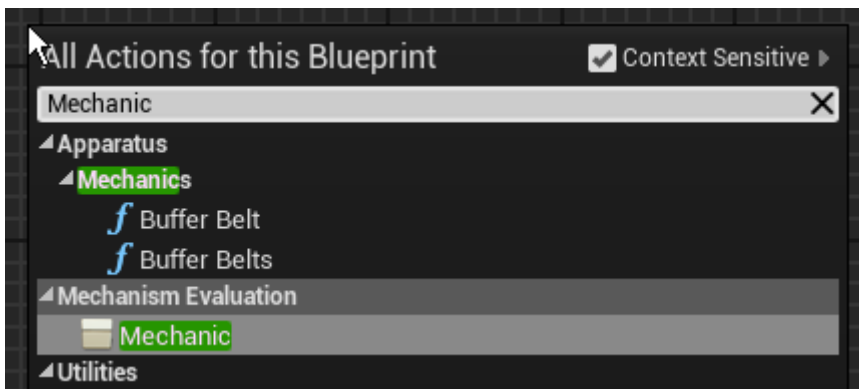 All Actions for this Blueprint Context Sensitive
Mechanic
Apparatus
Mechanics
f Buffer Belt
f Buffer Belts
Mechanism Evaluation
Mechanic
Utilities